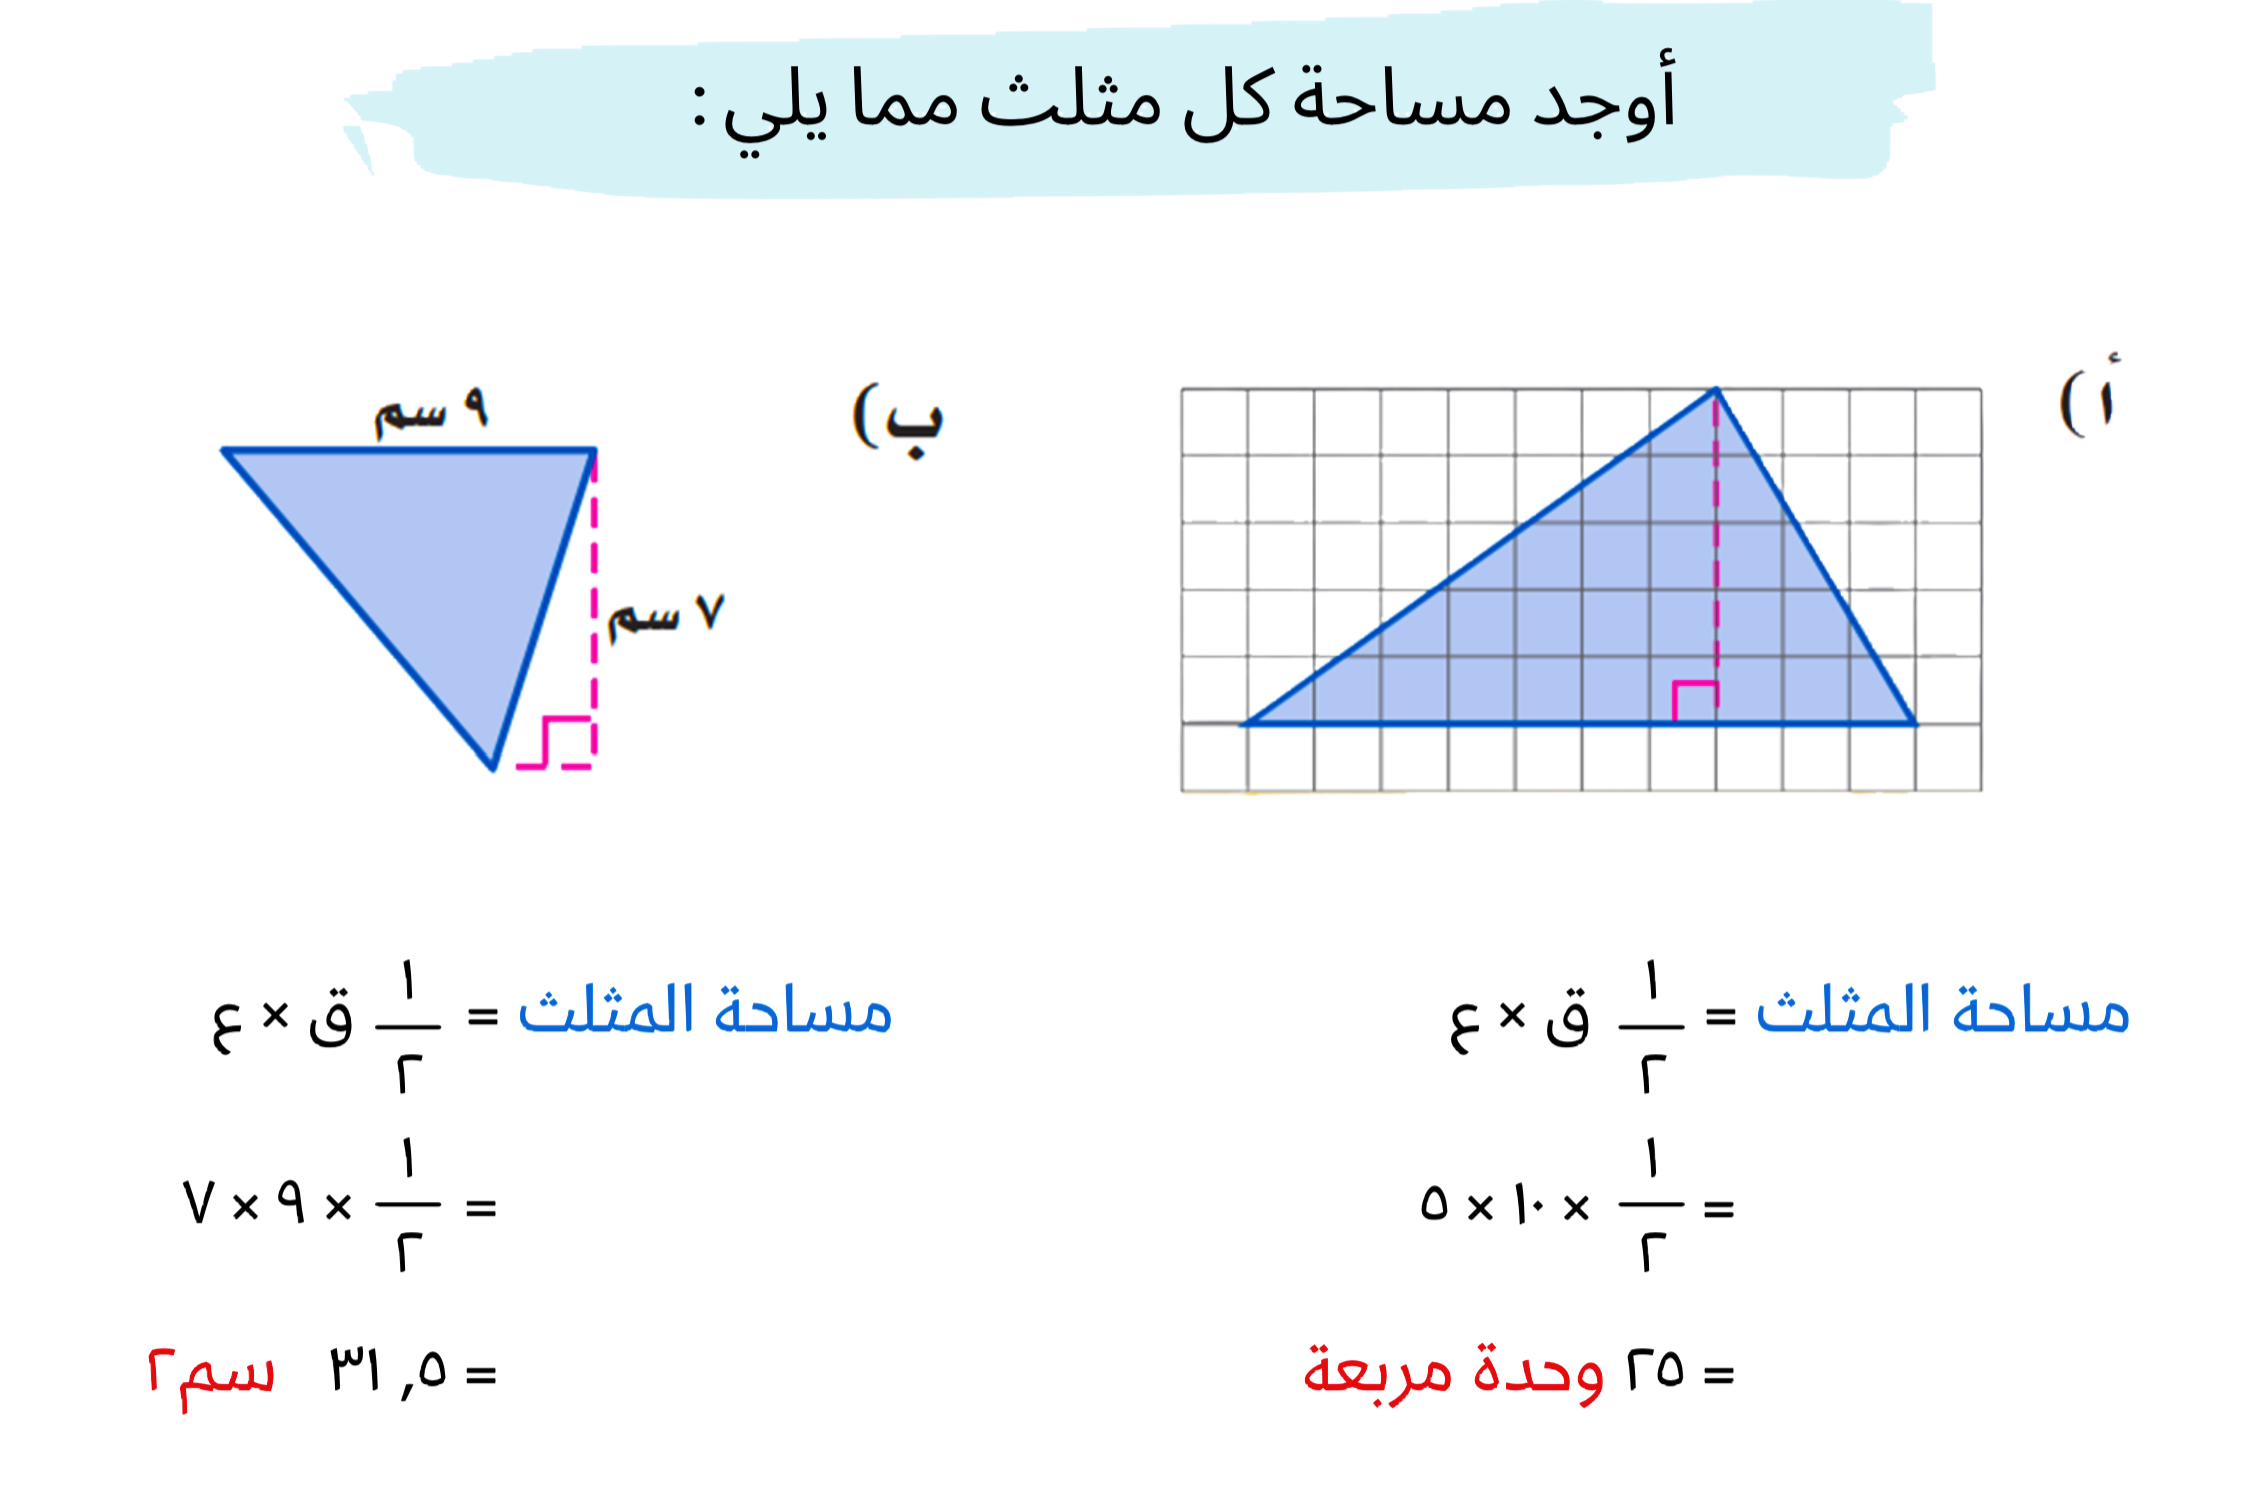 أوجد مساحة كل مثلث مما يلي :
أ )
ب)
٩ سم
٧ سم
مساحة المثلث = ١/٢ ق × ع
= ١/٢ × ١٠ × ٥
= ٢٥ وحدة مربعة
مساحة المثلث = ١/٢ ق × ع
= ١/٢ × ٩ × ٧
= ٣١,٥ سم٢